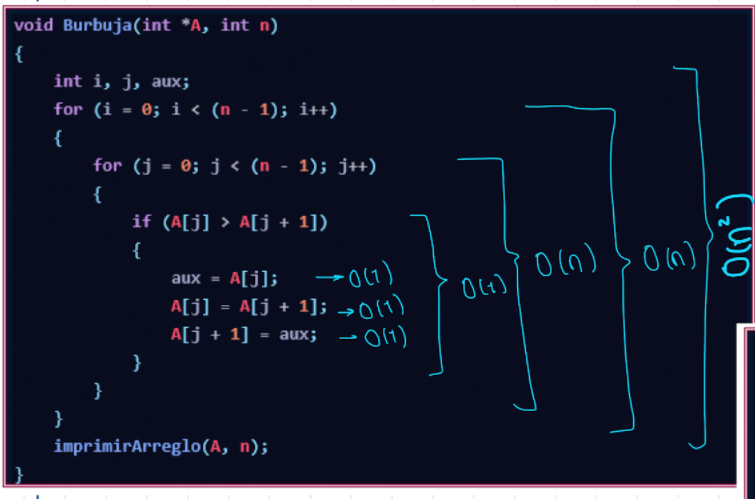 void Burbuja(int *A, int n)
{
int i, j, aux;
for (i = 0; i < (n - 1); i++)
{
for (j = 0; j < (n - 1); j++)
{
if (A[j] > A[j + 1])
{
aux = A[j]; → O(1)
A[j] = A[j + 1]; → O(1)
A[j + 1] = aux; → O(1)
}
}
}
imprimirArreglo(A, n);
}
O(1)
O(n)
O(n)
O(n²)